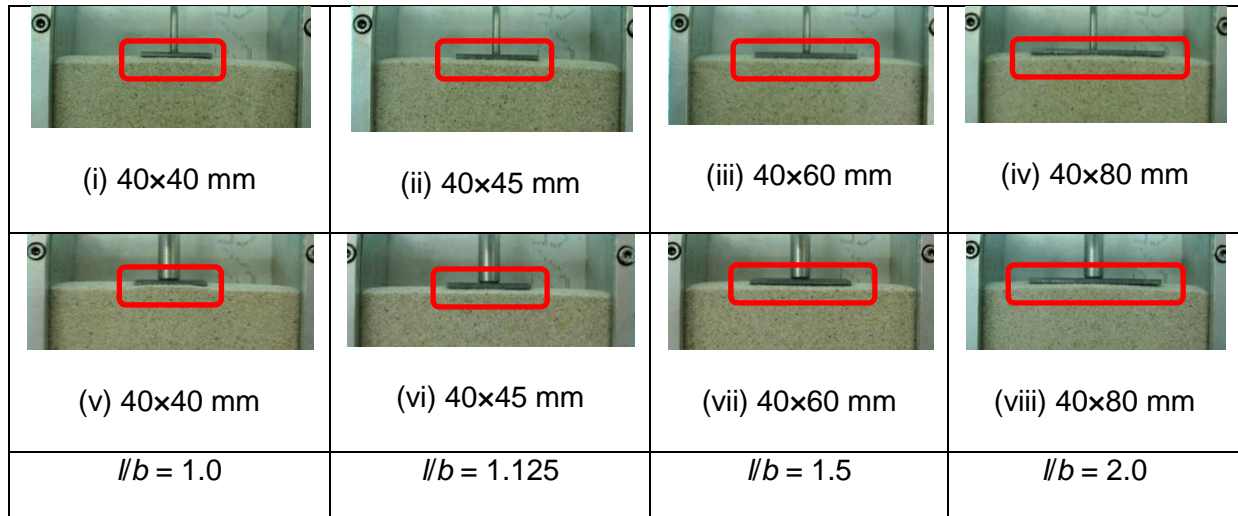 (i) 40×40 mm
(ii) 40×45 mm
(iii) 40×60 mm
(iv) 40×80 mm
(v) 40×40 mm
(vi) 40×45 mm
(vii) 40×60 mm
(viii) 40×80 mm
l/b = 1.0
l/b = 1.125
l/b = 1.5
l/b = 2.0